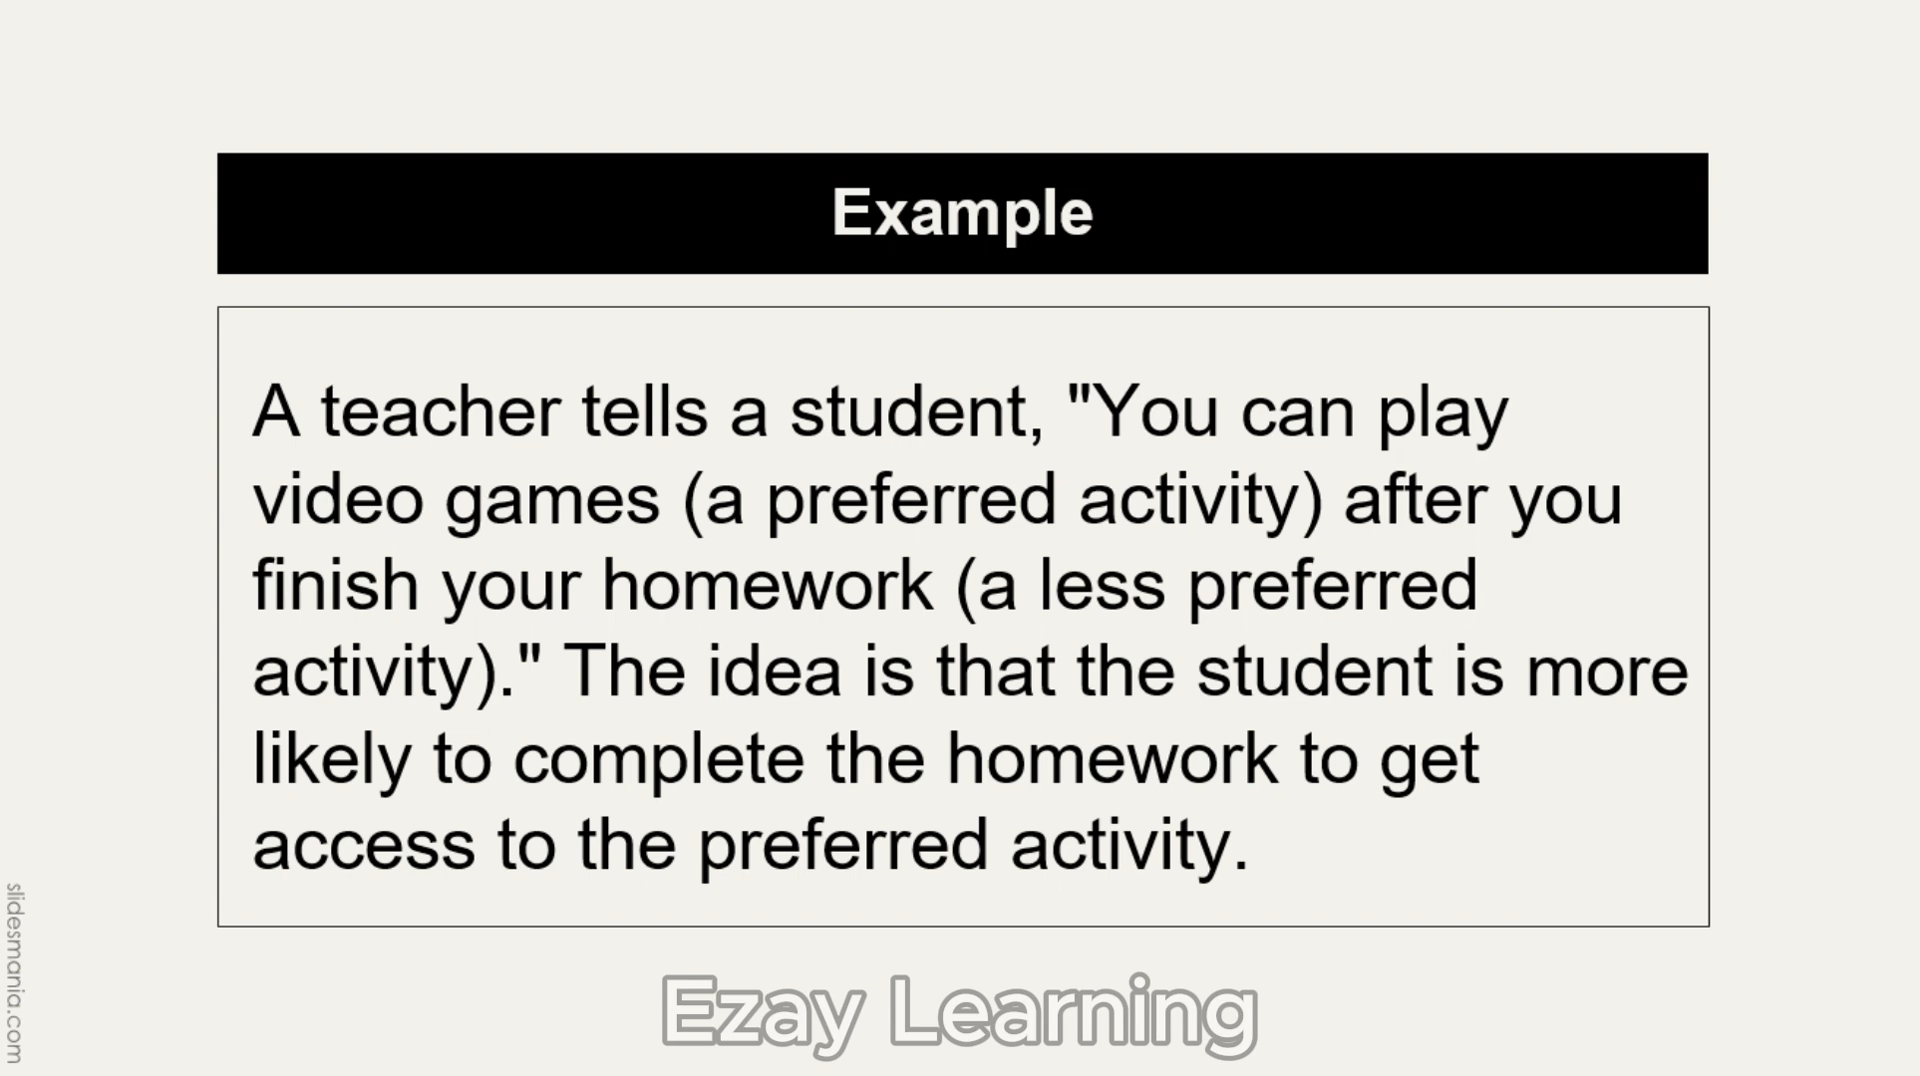 Example
A teacher tells a student, "You can play
video games (a preferred activity) after you
finish your homework (a less preferred
activity)." The idea is that the student is more
likely to complete the homework to get
access to the preferred activity.
slidesmania.com
Ezay Learning